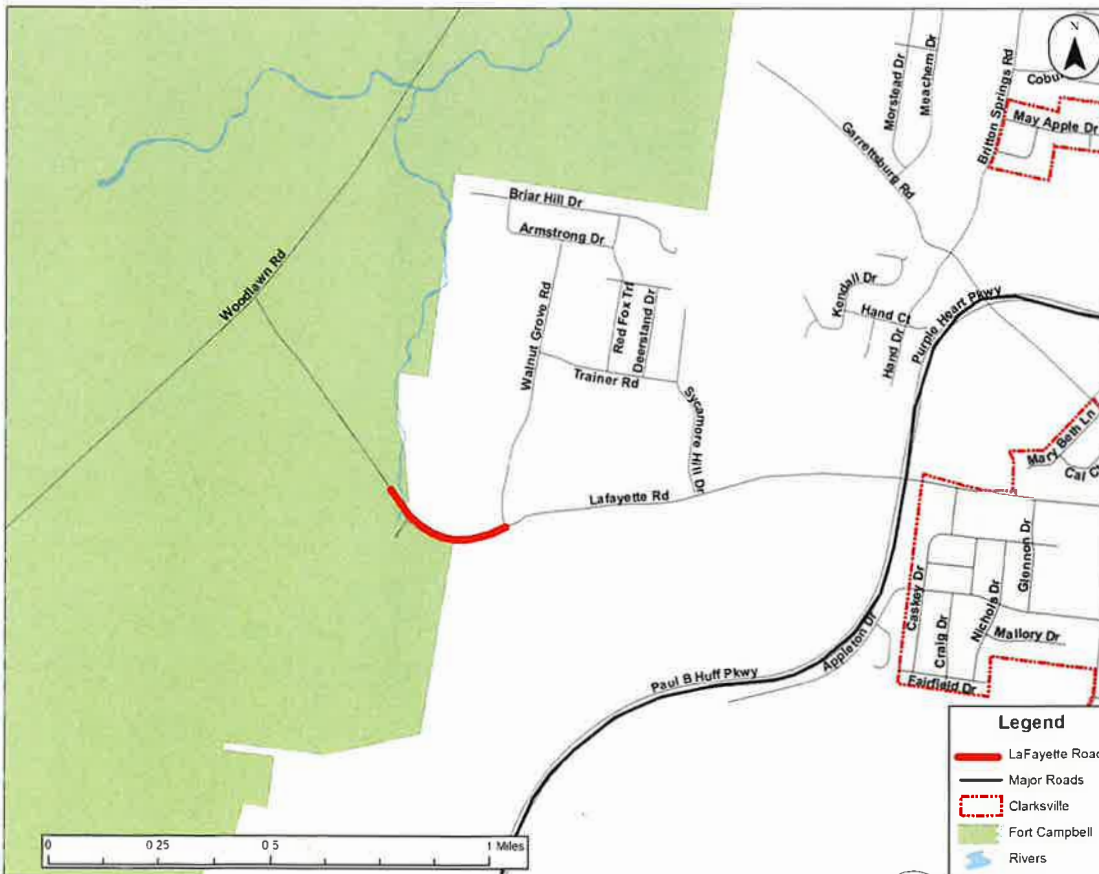 N
Morstead Dr
Meachem Dr
Britton Springs Rd
May Apple Dr
Garrettsburg Rd
Briar Hill Dr
Armstrong Dr
Woodlawn Rd
Walnut Grove Rd
Red Fox Trl
Deerstand Dr
Kendall Dr
Hand Ct
Hand Dr
Purple Heart Pkwy
Trainer Rd
Sycamore Hill Dr
Mary Beth Ln
Cal C
Lafayette Rd
Glennon Dr
Caskey Dr
Craig Dr
Nichols Dr
Mallory Dr
Appleton Dr
Fairfield Dr
Paul B Huff Pkwy
Legend
LaFayette Road
Major Roads
Clarksville
Fort Campbell
Rivers
0 0 25 0 5 1 Miles